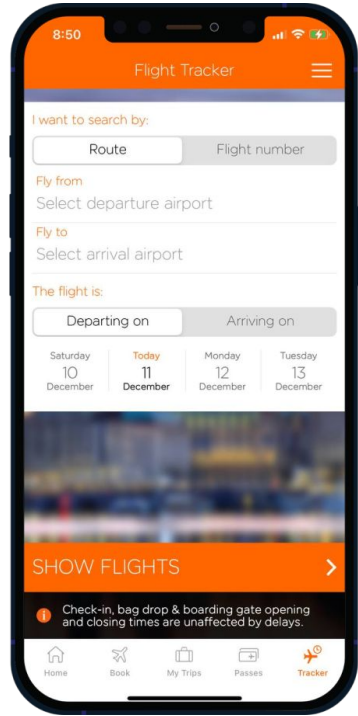 8:50
Flight Tracker
I want to search by:
Route Flight number
Fly from
Select departure airport
Fly to
Select arrival airport
The flight is:
Departing on Arriving on
Saturday Today Monday Tuesday
10 11 12 13
December December December December
SHOW FLIGHTS
Check-in, bag drop & boarding gate opening
and closing times are unaffected by delays.
Home Book My Trips Passes Tracker